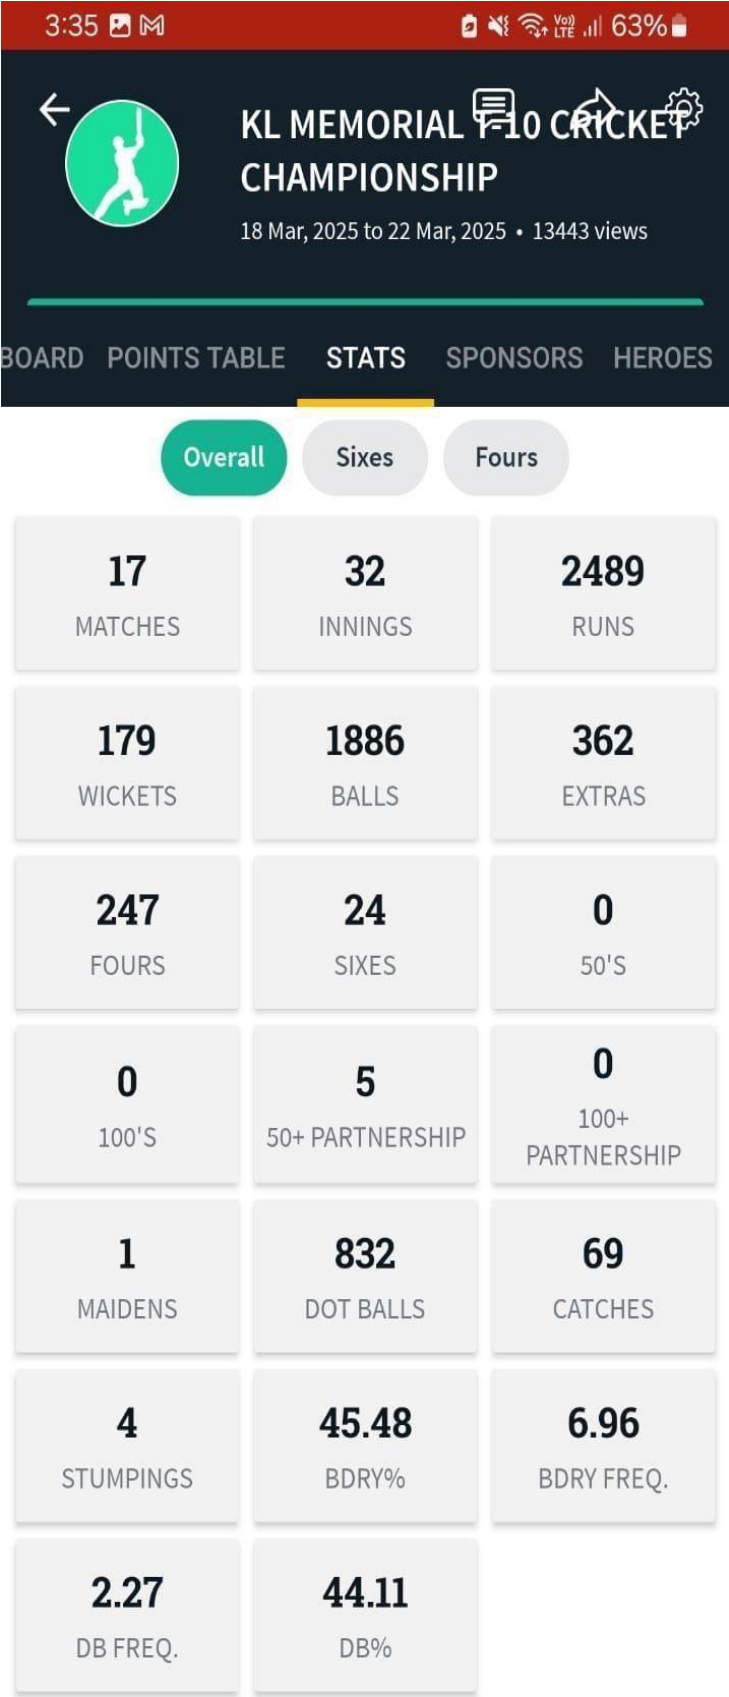 3:35
Vo)) LTE 63%
KL MEMORIAL T-10 CRICKET
CHAMPIONSHIP
18 Mar, 2025 to 22 Mar, 2025 • 13443 views
BOARD POINTS TABLE STATS SPONSORS HEROES
Overall Sixes Fours
17 32 2489
MATCHES INNINGS RUNS
179 1886 362
WICKETS BALLS EXTRAS
247 24 0
FOURS SIXES 50'S
0 5 0
100'S 50+ PARTNERSHIP 100+
PARTNERSHIP
1 832 69
MAIDENS DOT BALLS CATCHES
4 45.48 6.96
STUMPINGS BDRY% BDRY FREQ.
2.27 44.11
DB FREQ. DB%